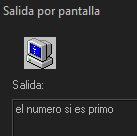 Salida por pantalla
Salida:
el numero si es primo